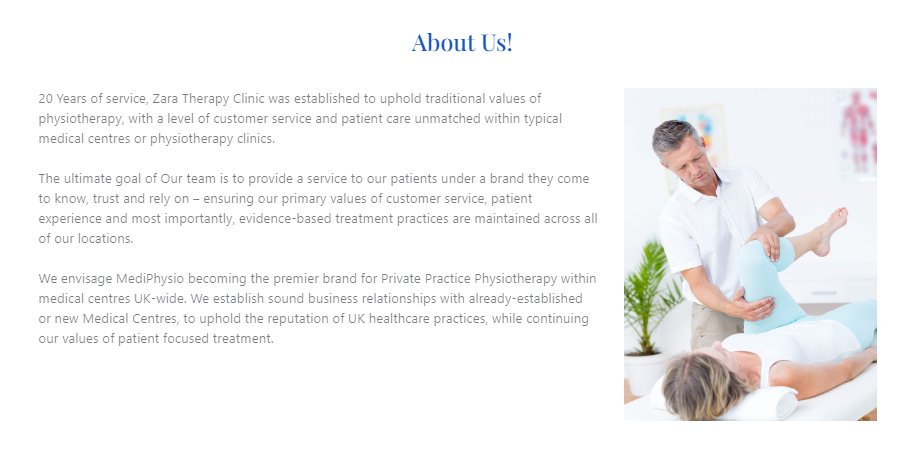 About Us!
20 Years of service, Zara Therapy Clinic was established to uphold traditional values of
physiotherapy, with a level of customer service and patient care unmatched within typical
medical centres or physiotherapy clinics.
The ultimate goal of Our team is to provide a service to our patients under a brand they come
to know, trust and rely on – ensuring our primary values of customer service, patient
experience and most importantly, evidence-based treatment practices are maintained across all
of our locations.
We envisage MediPhysio becoming the premier brand for Private Practice Physiotherapy within
medical centres UK-wide. We establish sound business relationships with already-established
or new Medical Centres, to uphold the reputation of UK healthcare practices, while continuing
our values of patient focused treatment.